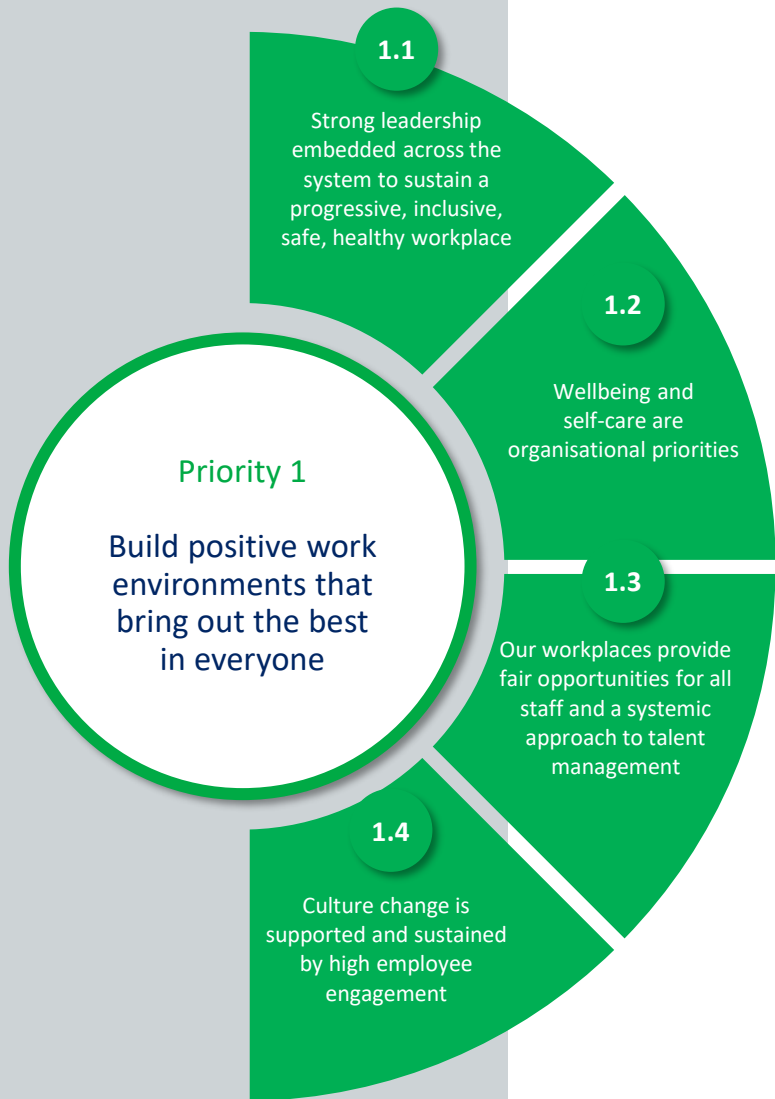 1.1
Strong leadership
embedded across the
system to sustain a
progressive, inclusive,
safe, healthy workplace
1.2
Wellbeing and
self-care are
organisational priorities
Priority 1
Build positive work
environments that
bring out the best
in everyone
1.3
Our workplaces provide
fair opportunities for all
staff and a systemic
approach to talent
management
1.4
Culture change is
supported and sustained
by high employee
engagement